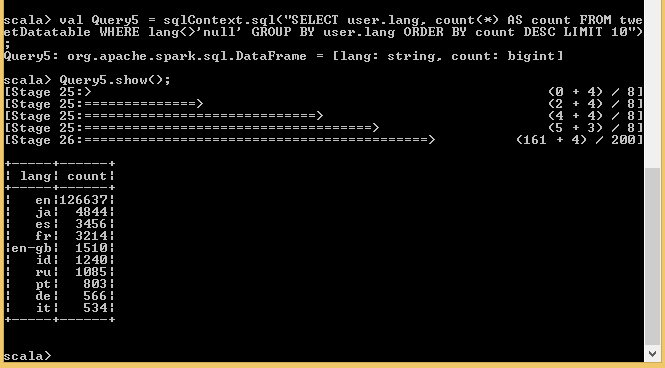 scala> val Query5 = sqlContext.sql("SELECT user.lang, count(*) AS count FROM twe
etDatatable WHERE lang<>'null' GROUP BY user.lang ORDER BY count DESC LIMIT 10")
;
Query5: org.apache.spark.sql.DataFrame = [lang: string, count: bigint]
scala> Query5.show();
[Stage 25:> (0 + 4) / 8]
[Stage 25:==============> (2 + 4) / 8]
[Stage 25:=============================> (4 + 4) / 8]
[Stage 25:====================================> (5 + 3) / 8]
[Stage 26:===========================================> (161 + 4) / 200]
+-----+------+
| lang| count|
+-----+------+
| en|126637|
| ja| 4844|
| es| 3456|
| fr| 3214|
|en-gb| 1510|
| id| 1240|
| ru| 1085|
| pt| 803|
| de| 566|
| it| 534|
+-----+------+
scala>